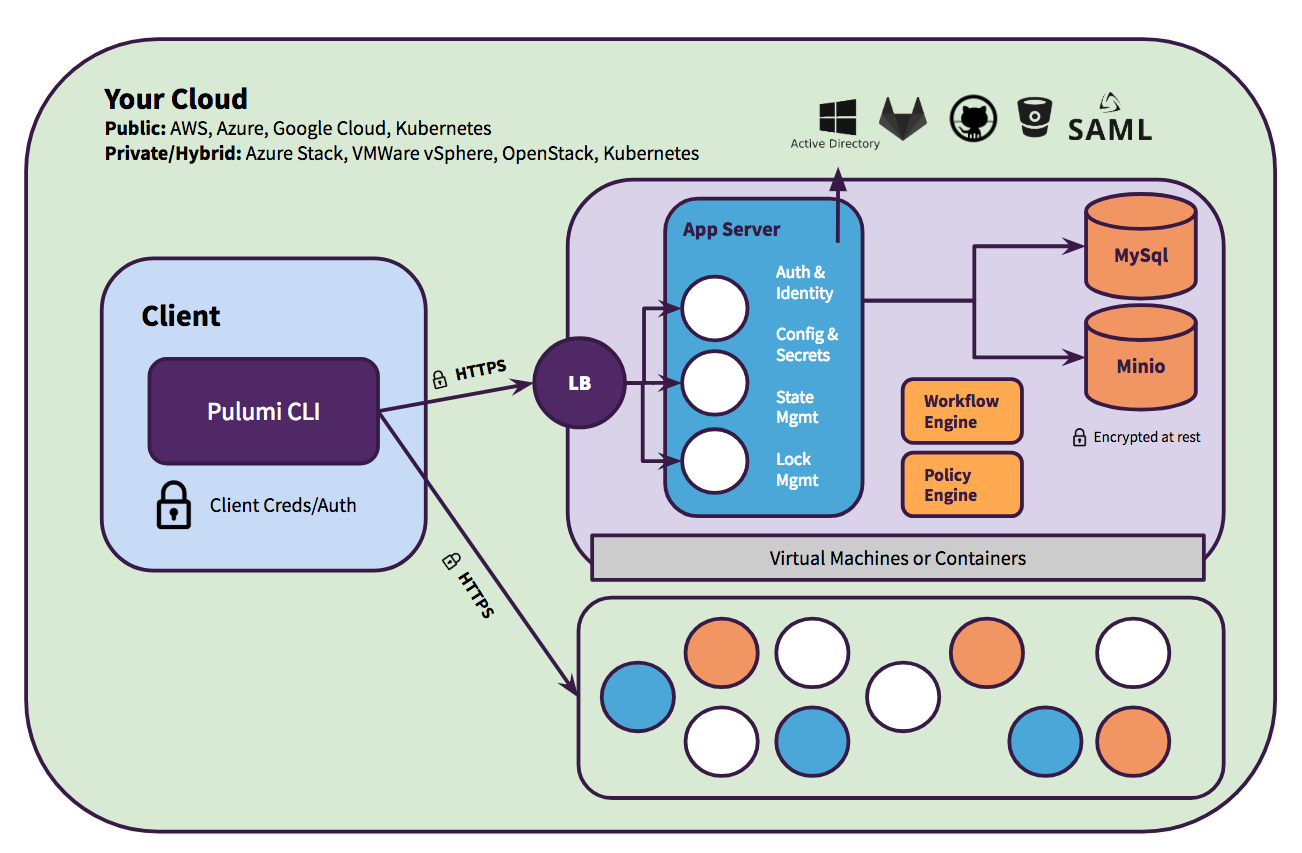 Your Cloud
Public: AWS, Azure, Google Cloud, Kubernetes
Private/Hybrid: Azure Stack, VMWare vSphere, OpenStack, Kubernetes
Active Directory
SAML
Client
Pulumi CLI
Client Creds/Auth
HTTPS
HTTPS
LB
App Server
Auth &
Identity
Config &
Secrets
State
Mgmt
Lock
Mgmt
MySql
Minio
Encrypted at rest
Workflow
Engine
Policy
Engine
Virtual Machines or Containers